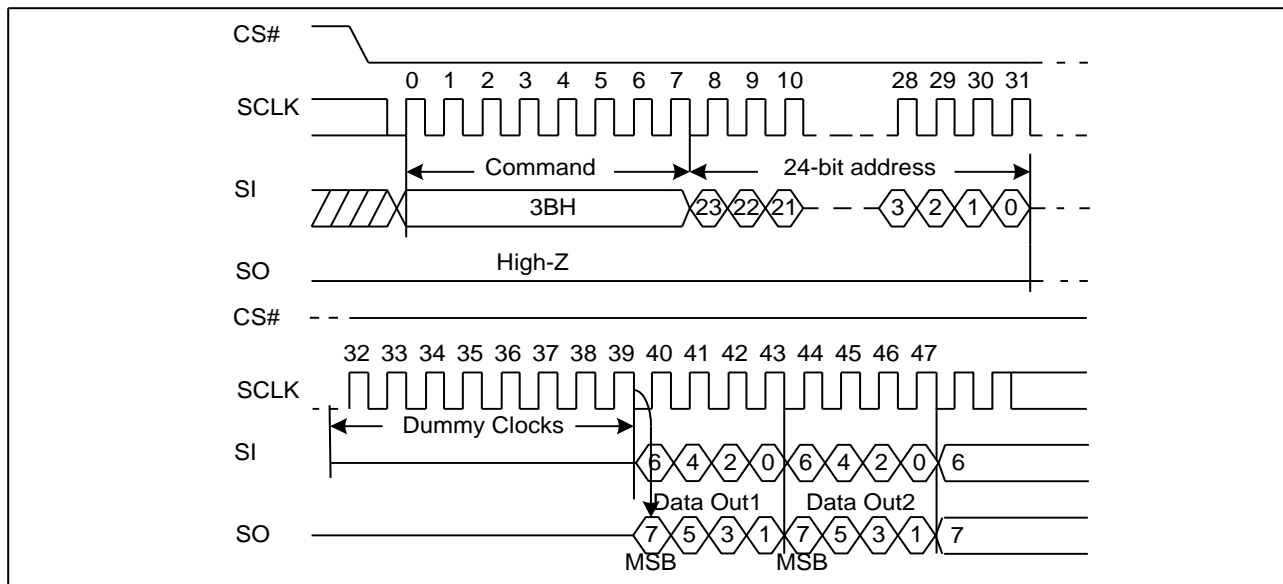 CS#
0 1 2 3 4 5 6 7 8 9 10 28 29 30 31
SCLK
Command 24-bit address
SI
3BH 23 22 21 3 2 1 0
High-Z
SO
CS#
32 33 34 35 36 37 38 39 40 41 42 43 44 45 46 47
SCLK
Dummy Clocks
SI
6 4 2 0 6 4 2 0 6
Data Out1 Data Out2
SO
7 5 3 1 7 5 3 1 7
MSB MSB